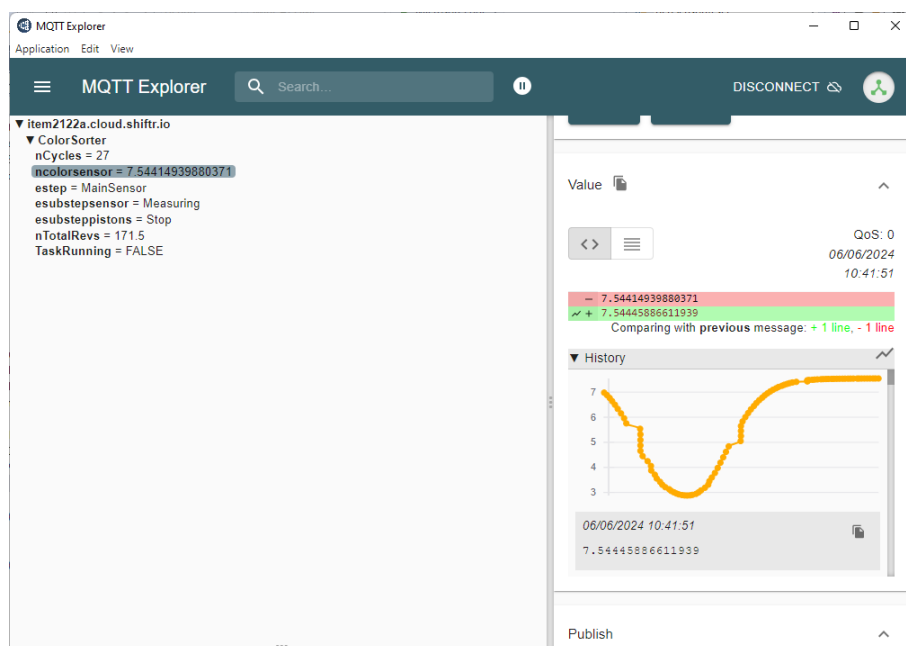 MQTT Explorer
Application Edit View
MQTT Explorer
Search...
DISCONNECT
▼ item2122a.cloud.shiftr.io
▼ ColorSorter
nCycles = 27
ncolorsensor = 7.54414939880371
estep = MainSensor
esubstepsensor = Measuring
esubsteppistons = Stop
nTotalRevs = 171.5
TaskRunning = FALSE
Value
QoS: 0
06/06/2024
10:41:51
- 7.54414939880371
+ 7.54445886611939
Comparing with previous message: + 1 line, - 1 line
▼ History
7
6
5
4
3
06/06/2024 10:41:51
7.54445886611939
Publish